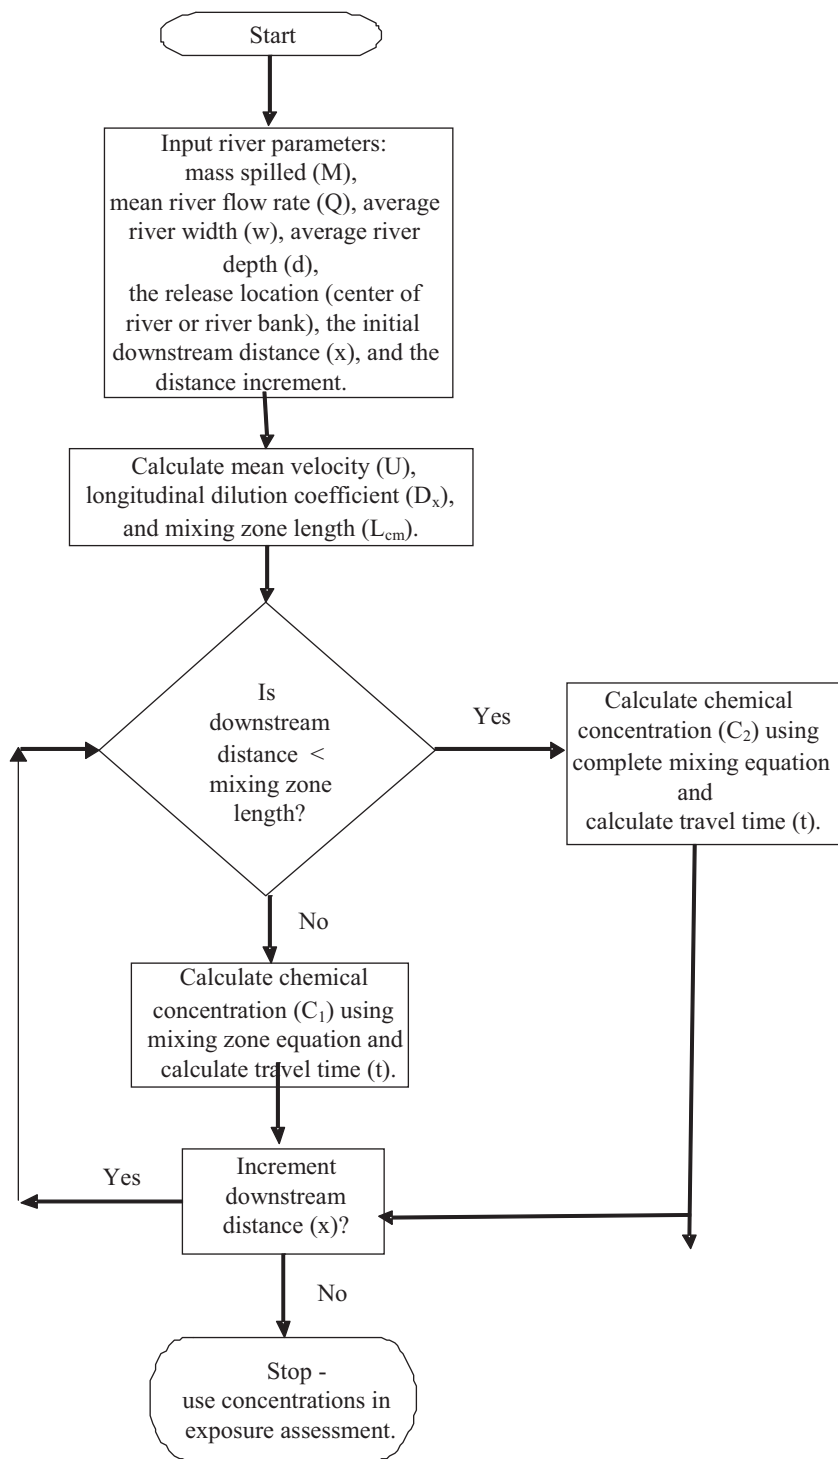 Start
Input river parameters:
mass spilled (M),
mean river flow rate (Q), average
river width (w), average river
depth (d),
the release location (center of
river or river bank), the initial
downstream distance (x), and the
distance increment.
Calculate mean velocity (U),
longitudinal dilution coefficient (Dₓ),
and mixing zone length (L_cm).
Is
downstream
distance <
mixing zone
length?
Yes
Calculate chemical
concentration (C₂) using
complete mixing equation
and
calculate travel time (t).
No
Calculate chemical
concentration (C₁) using
mixing zone equation and
calculate travel time (t).
Yes
Increment
downstream
distance (x)?
No
Stop -
use concentrations in
exposure assessment.